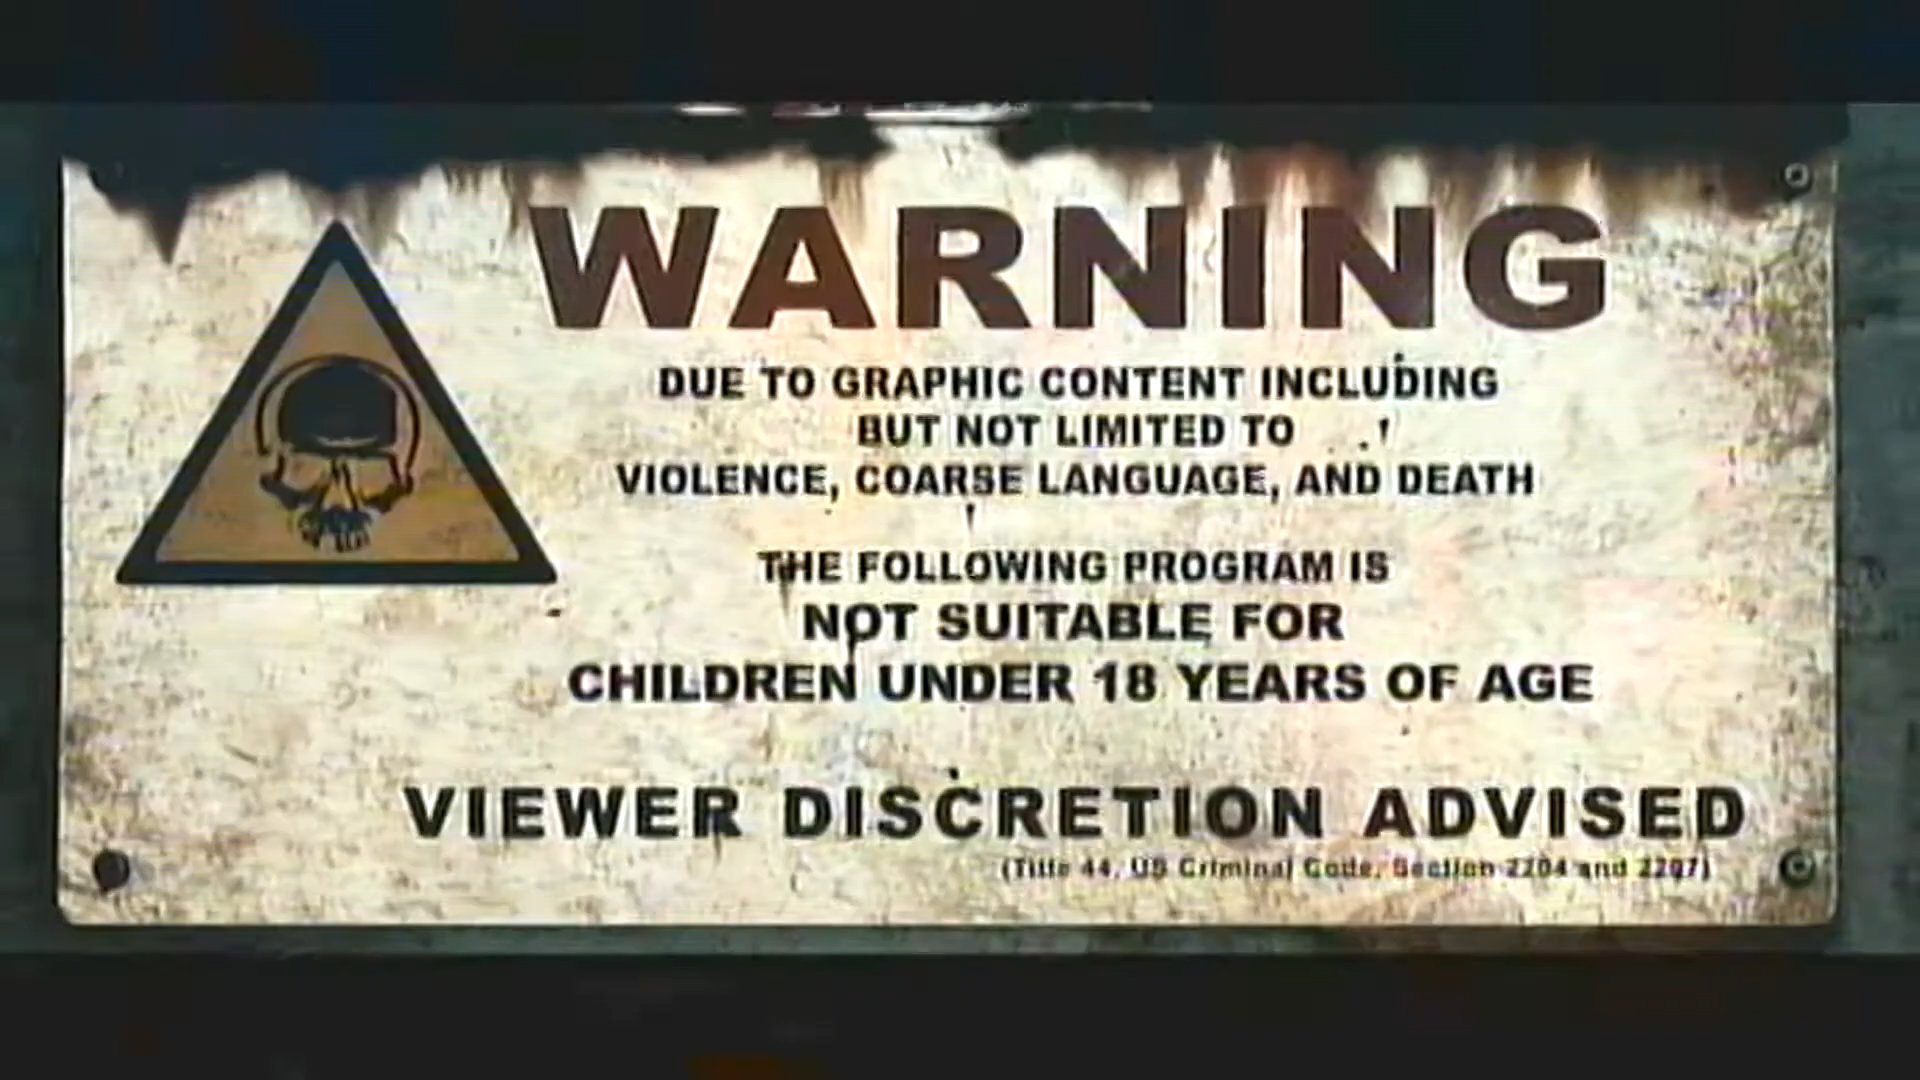 WARNING
DUE TO GRAPHIC CONTENT INCLUDING
BUT NOT LIMITED TO
VIOLENCE, COARSE LANGUAGE, AND DEATH
THE FOLLOWING PROGRAM IS
NOT SUITABLE FOR
CHILDREN UNDER 18 YEARS OF AGE
VIEWER DISCRETION ADVISED
(Title 44, US Criminal Code, Section 2204 and 2207)